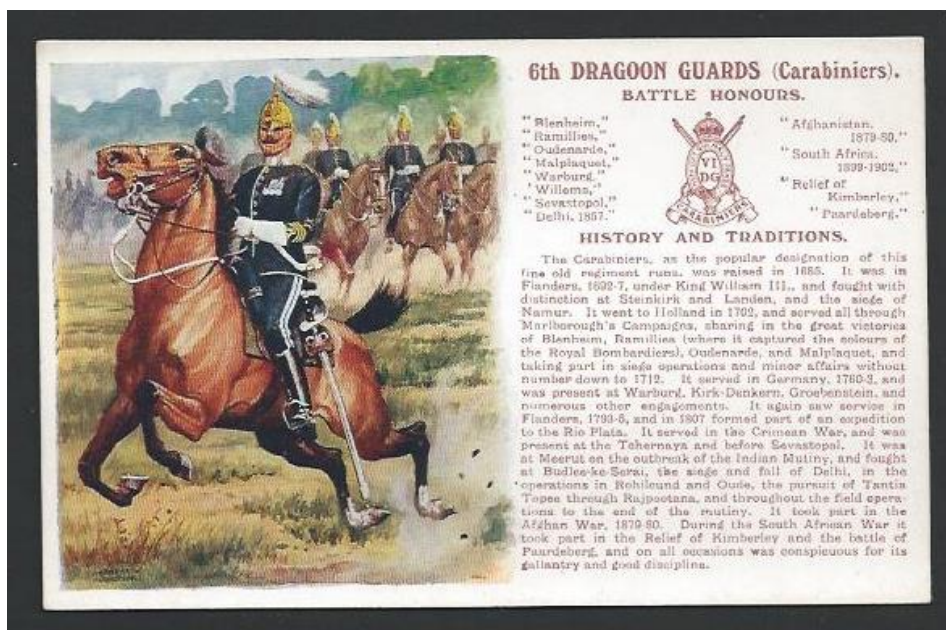 6th DRAGOON GUARDS (Carabiniers).
BATTLE HONOURS.
"Blenheim,"
"Ramillies,"
"Oudenarde,"
"Malplaquet,"
"Warburg,"
"Willems,"
"Sevastopol,"
"Delhi, 1857."
VI
DG
CARABINIERS
"Afghanistan,
1879-80,"
"South Africa,
1899-1902,"
"Relief of
Kimberley,"
"Paardeberg."
HISTORY AND TRADITIONS.
The Carabiniers, as the popular designation of this
fine old regiment runs, was raised in 1685. It was in
Flanders, 1692-7, under King William III., and fought with
distinction at Steinkirk and Landen, and the siege of
Namur. It went to Holland in 1702, and served all through
Marlborough's Campaigns, sharing in the great victories
of Blenheim, Ramillies (where it captured the colours of
the Royal Bombardiers), Oudenarde, and Malplaquet, and
taking part in siege operations and minor affairs without
number down to 1712. It served in Germany, 1760-3, and
was present at Warburg, Kirk-Denkern, Groebenstein, and
numerous other engagements. It again saw service in
Flanders, 1793-5, and in 1807 formed part of an expedition
to the Rio Plata. It served in the Crimean War, and was
present at the Tchernaya and before Sevastopol. It was
at Meerut on the outbreak of the Indian Mutiny, and fought
at Budlee-ke-Serai, the siege and fall of Delhi, in the
operations in Rohilcund and Oude, the pursuit of Tantia
Topee through Rajpootana, and throughout the field opera-
tions to the end of the mutiny. It took part in the
Afghan War, 1879-80. During the South African War it
took part in the Relief of Kimberley and the battle of
Paardeberg, and on all occasions was conspicuous for its
gallantry and good discipline.